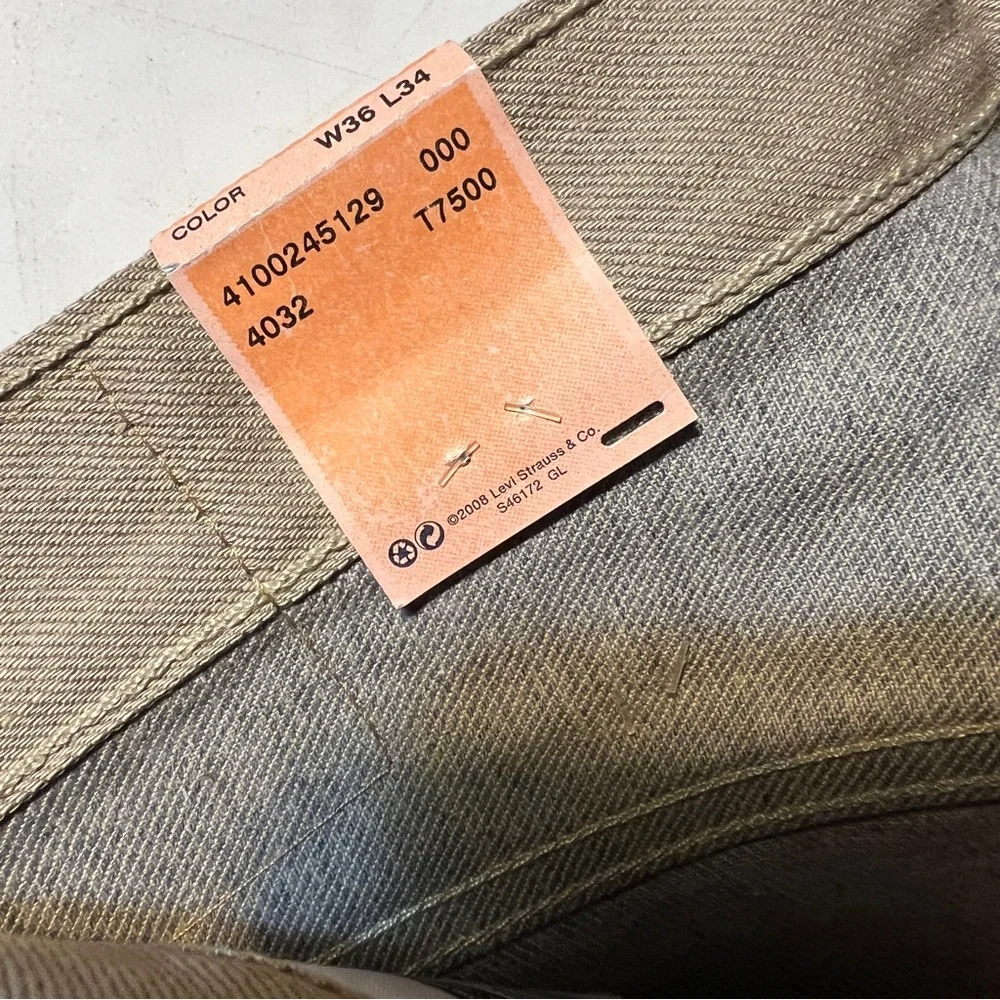 COLOR W36 L34
4100245129 000
4032 T7500
©2008 Levi Strauss & Co.
S46172 GL